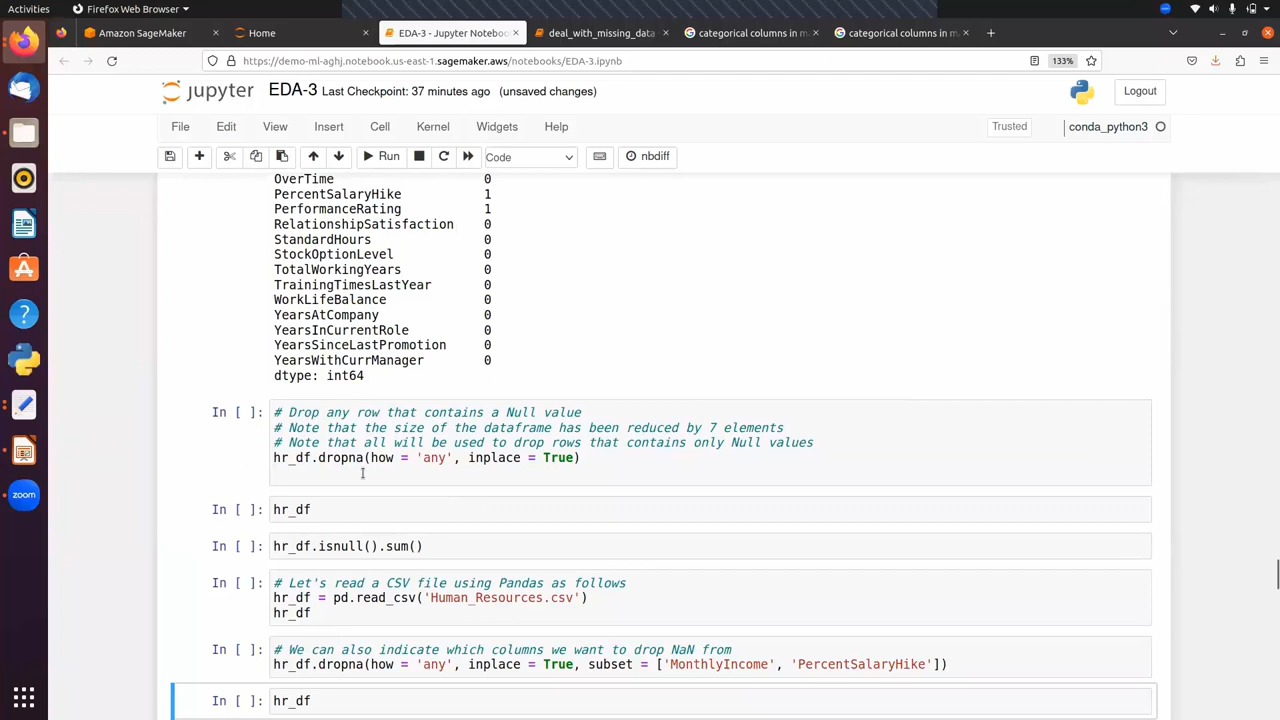 Activities
Firefox Web Browser
Amazon SageMaker
Home
EDA-3 - Jupyter Noteboo
deal_with_missing_data
categorical columns in m
categorical columns in m
https://demo-ml-aghj.notebook.us-east-1.sagemaker.aws/notebooks/EDA-3.ipynb
133%
jupyter EDA-3 Last Checkpoint: 37 minutes ago (unsaved changes)
Logout
File Edit View Insert Cell Kernel Widgets Help
Trusted
conda_python3
Run
Code
nbdiff
OverTime 0
PercentSalaryHike 1
PerformanceRating 1
RelationshipSatisfaction 0
StandardHours 0
StockOptionLevel 0
TotalWorkingYears 0
TrainingTimesLastYear 0
WorkLifeBalance 0
YearsAtCompany 0
YearsInCurrentRole 0
YearsSinceLastPromotion 0
YearsWithCurrManager 0
dtype: int64
In [ ]: # Drop any row that contains a Null value
# Note that the size of the dataframe has been reduced by 7 elements
# Note that all will be used to drop rows that contains only Null values
hr_df.dropna(how = 'any', inplace = True)
In [ ]: hr_df
In [ ]: hr_df.isnull().sum()
In [ ]: # Let's read a CSV file using Pandas as follows
hr_df = pd.read_csv('Human_Resources.csv')
hr_df
In [ ]: # We can also indicate which columns we want to drop NaN from
hr_df.dropna(how = 'any', inplace = True, subset = ['MonthlyIncome', 'PercentSalaryHike'])
In [ ]: hr_df
zoom